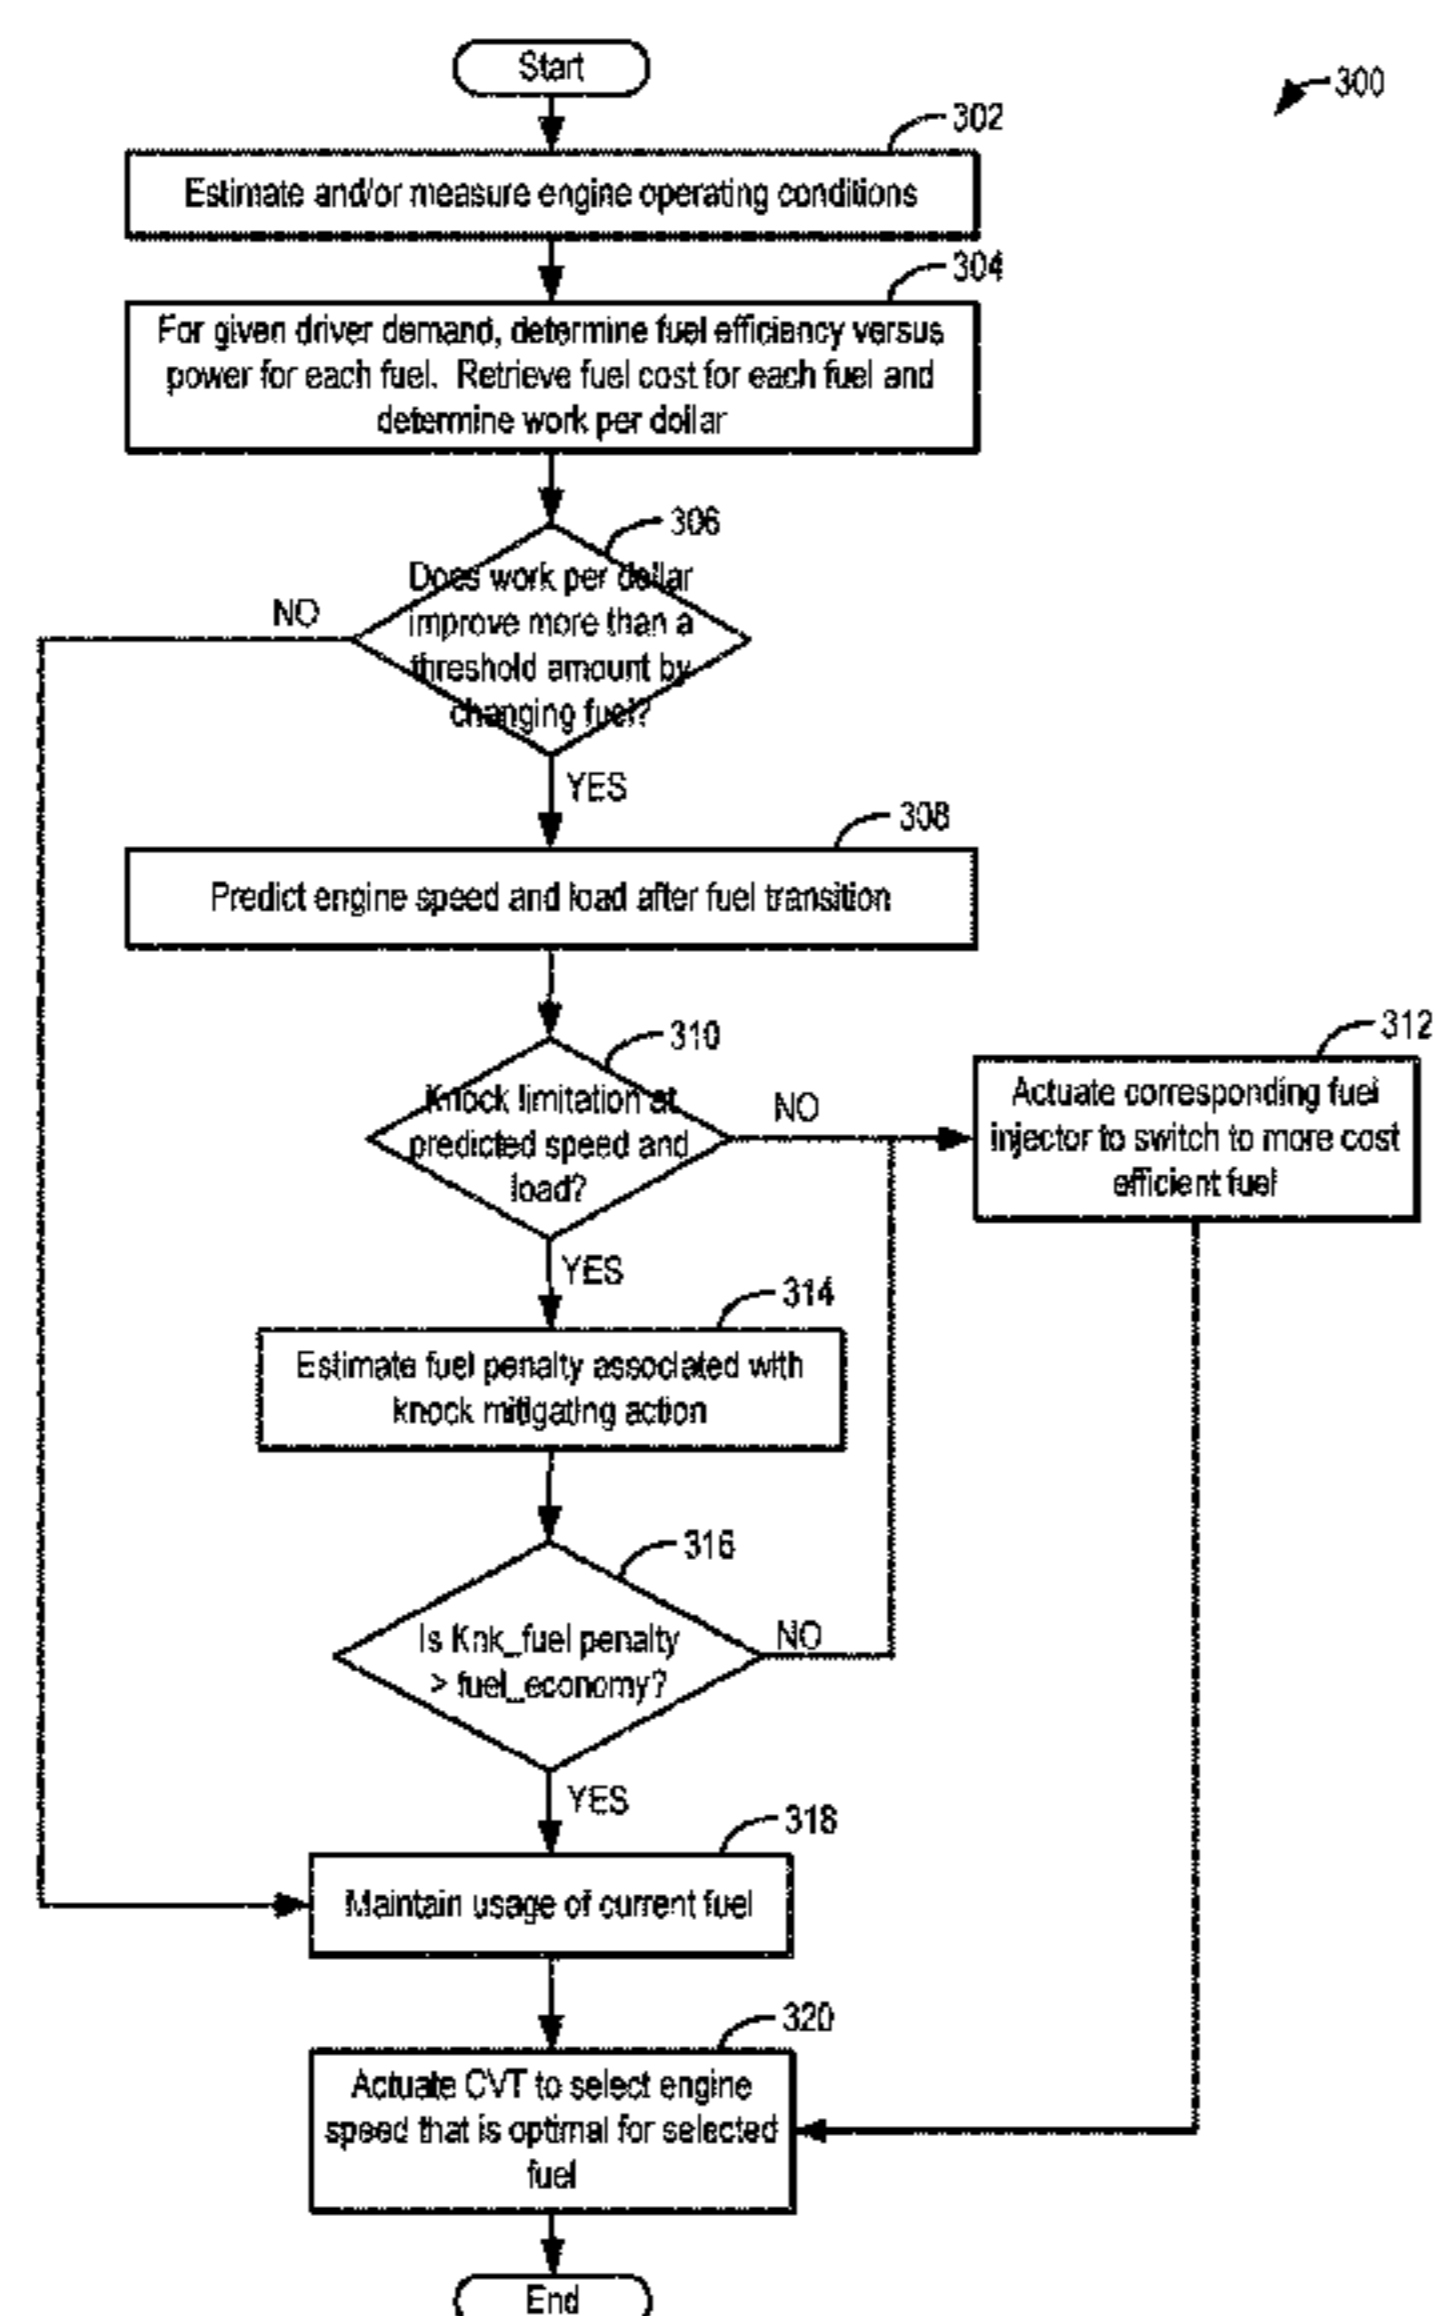 Start
300
302
Estimate and/or measure engine operating conditions
304
For given driver demand, determine fuel efficiency versus
power for each fuel. Retrieve fuel cost for each fuel and
determine work per dollar
306
Does work per dollar
improve more than a
threshold amount by
changing fuel?
NO
YES
308
Predict engine speed and load after fuel transition
310
Knock limitation at
predicted speed and
load?
NO
312
Actuate corresponding fuel
injector to switch to more cost
efficient fuel
YES
314
Estimate fuel penalty associated with
knock mitigating action
316
Is Knk_fuel penalty
> fuel_economy?
NO
YES
318
Maintain usage of current fuel
320
Actuate CVT to select engine
speed that is optimal for selected
fuel
End